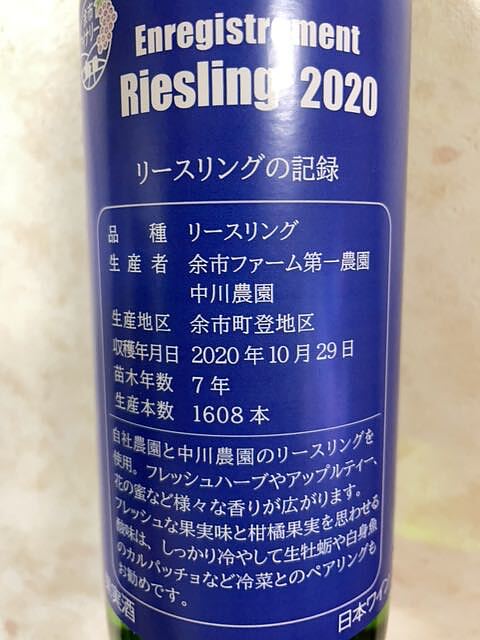 Enregistrement
Riesling 2020
リースリングの記録
品 種 リースリング
生 産 者 余市ファーム第一農園
中川農園
生産地区 余市町登地区
収穫年月日 2020年10月29日
苗木年数 7年
生産本数 1608本
自社農園と中川農園のリースリングを
使用。フレッシュハーブやアップルティー、
花の蜜など様々な香りが広がります。
フレッシュな果実味と柑橘果実を思わせる
酸味は、しっかり冷やして生牡蛎や白身魚
のカルパッチョなど冷菜とのペアリングも
お勧めです。
果実酒
日本ワイン